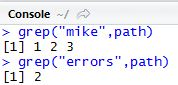 Console ~/
> grep("mike",path)
[1] 1 2 3
> grep("errors",path)
[1] 2